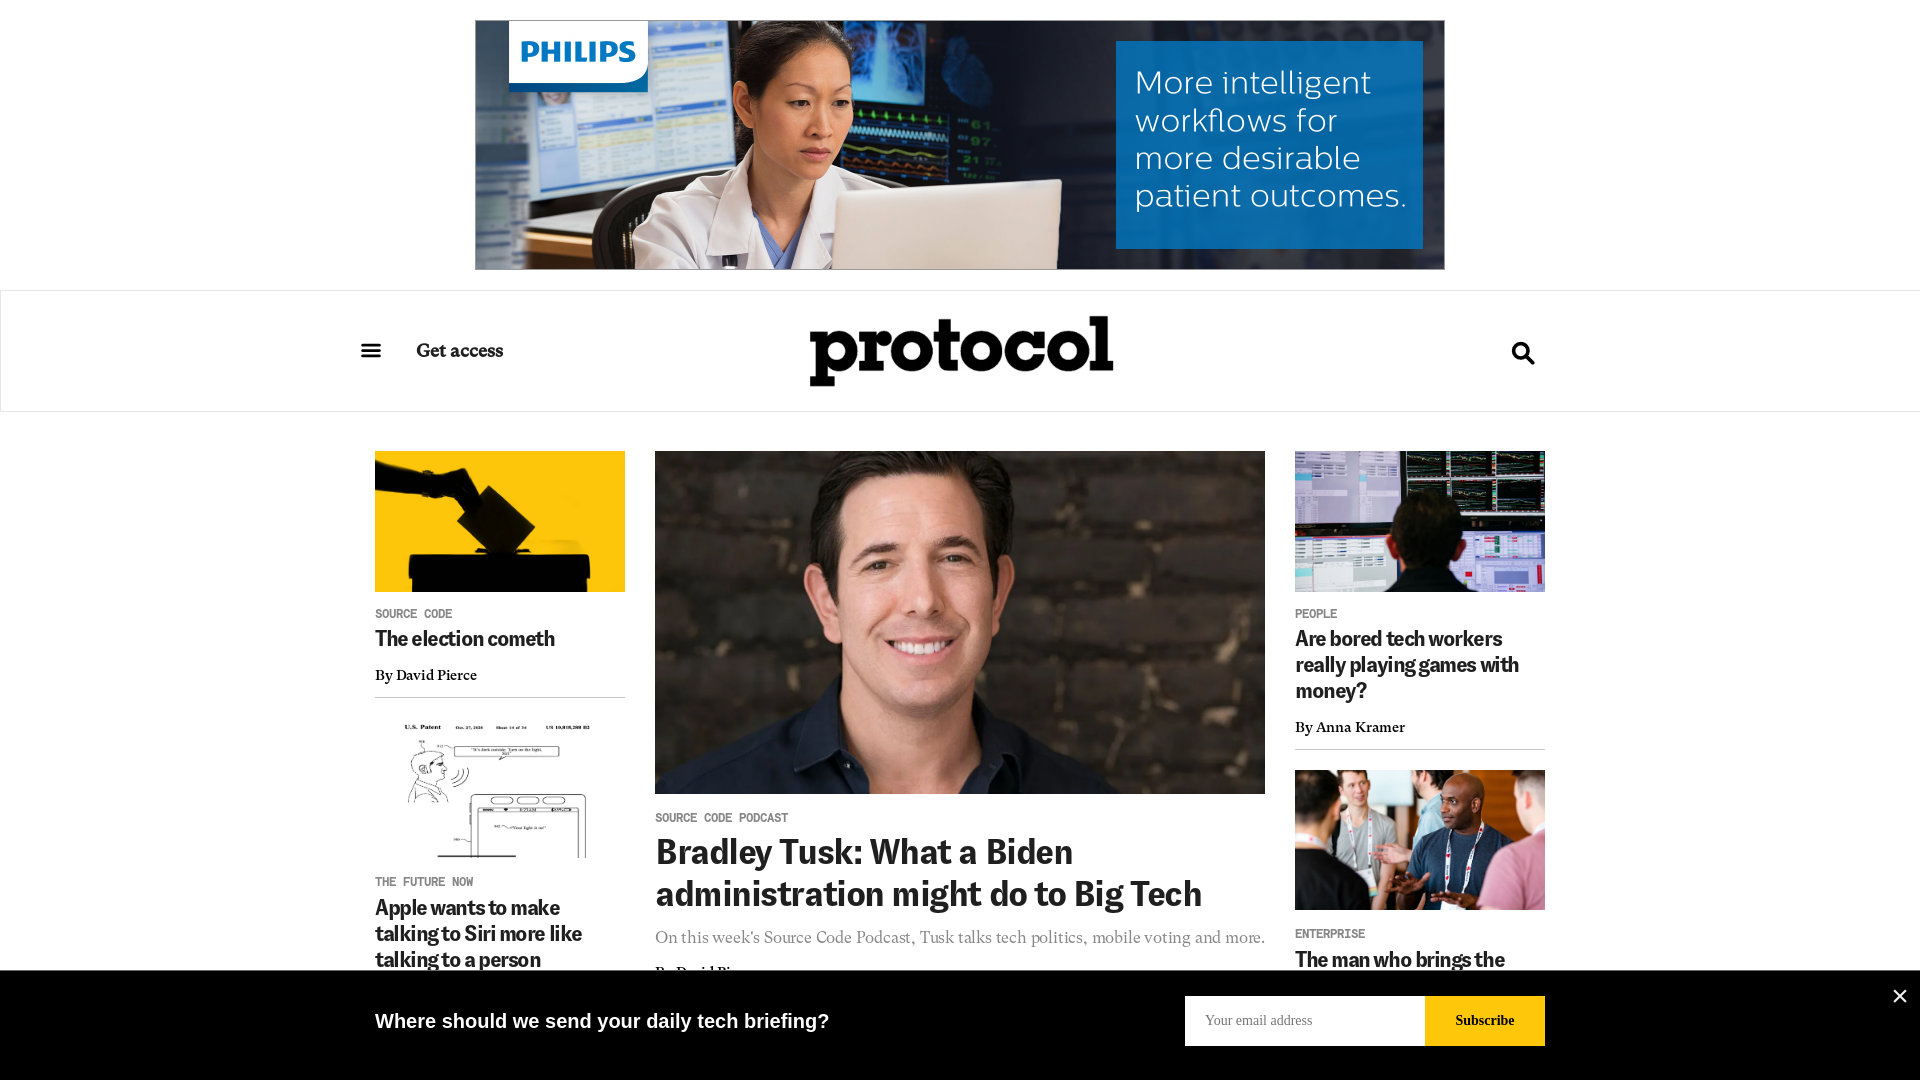 PHILIPS
More intelligent
workflows for
more desirable
patient outcomes.
Get access
protocol
SOURCE CODE
The election cometh
By David Pierce
U.S. Patent Oct. 27, 2020
THE FUTURE NOW
Apple wants to make
talking to Siri more like
talking to a person
SOURCE CODE PODCAST
Bradley Tusk: What a Biden
administration might do to Big Tech
On this week's Source Code Podcast, Tusk talks tech politics, mobile voting and more.
PEOPLE
Are bored tech workers
really playing games with
money?
By Anna Kramer
ENTERPRISE
The man who brings the
Where should we send your daily tech briefing?
Your email address
Subscribe